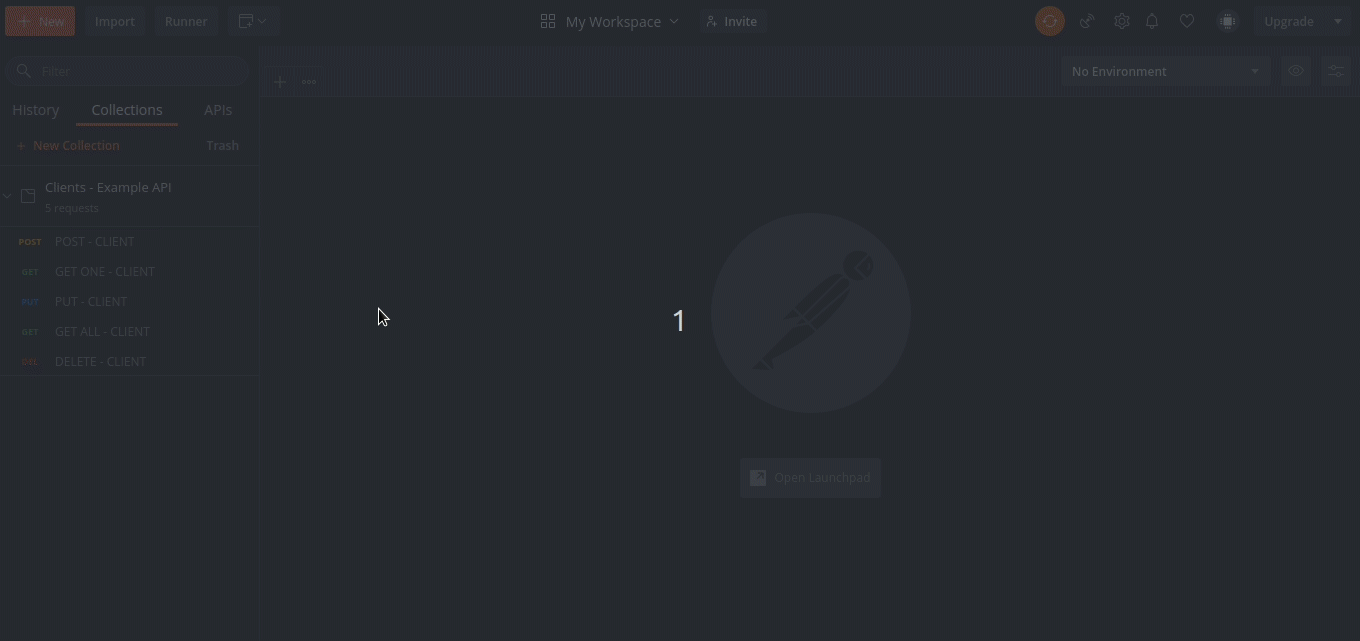 New
Import
Runner
My Workspace
Invite
Upgrade
Filter
No Environment
History
Collections
APIs
+ New Collection
Trash
Clients - Example API
5 requests
POST POST - CLIENT
GET GET ONE - CLIENT
PUT PUT - CLIENT
GET GET ALL - CLIENT
DEL DELETE - CLIENT
1
Open Launchpad